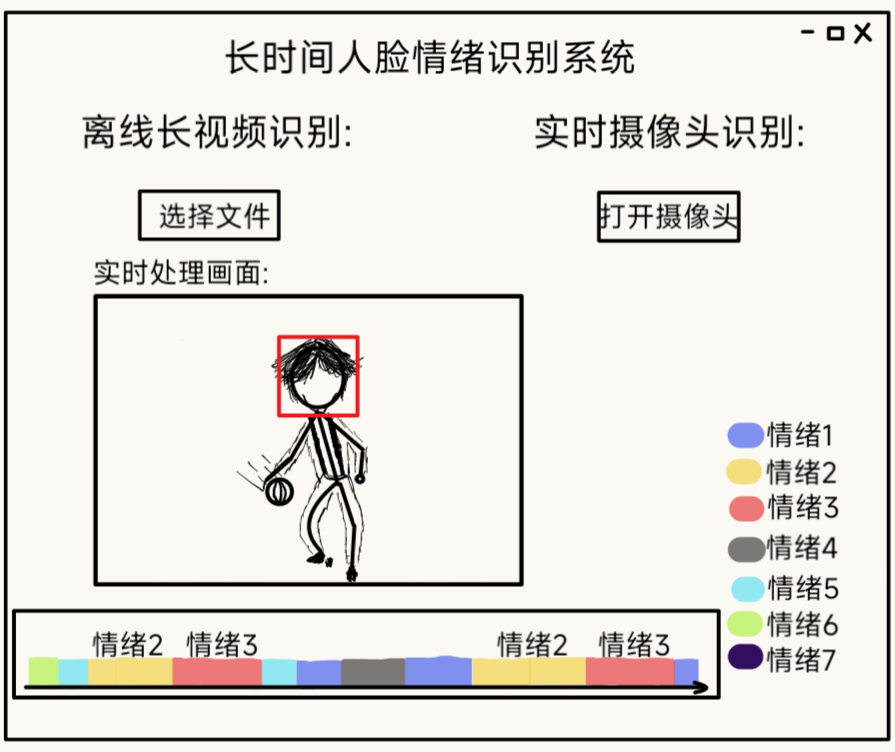 长时间人脸情绪识别系统
离线长视频识别:
实时摄像头识别:
选择文件
打开摄像头
实时处理画面:
情绪1
情绪2
情绪3
情绪4
情绪5
情绪6
情绪7
情绪2 情绪3 情绪2 情绪3